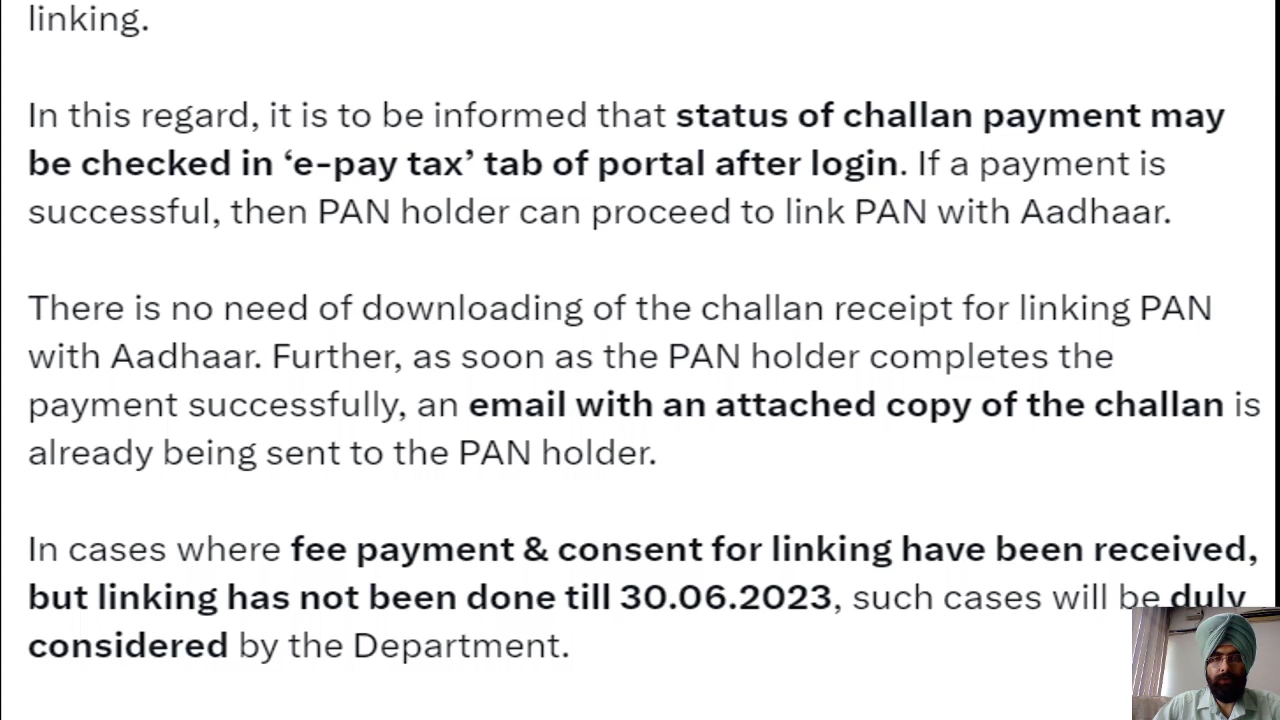 linking.
In this regard, it is to be informed that status of challan payment may
be checked in ‘e-pay tax’ tab of portal after login. If a payment is
successful, then PAN holder can proceed to link PAN with Aadhaar.
There is no need of downloading of the challan receipt for linking PAN
with Aadhaar. Further, as soon as the PAN holder completes the
payment successfully, an email with an attached copy of the challan is
already being sent to the PAN holder.
In cases where fee payment & consent for linking have been received,
but linking has not been done till 30.06.2023, such cases will be duly
considered by the Department.